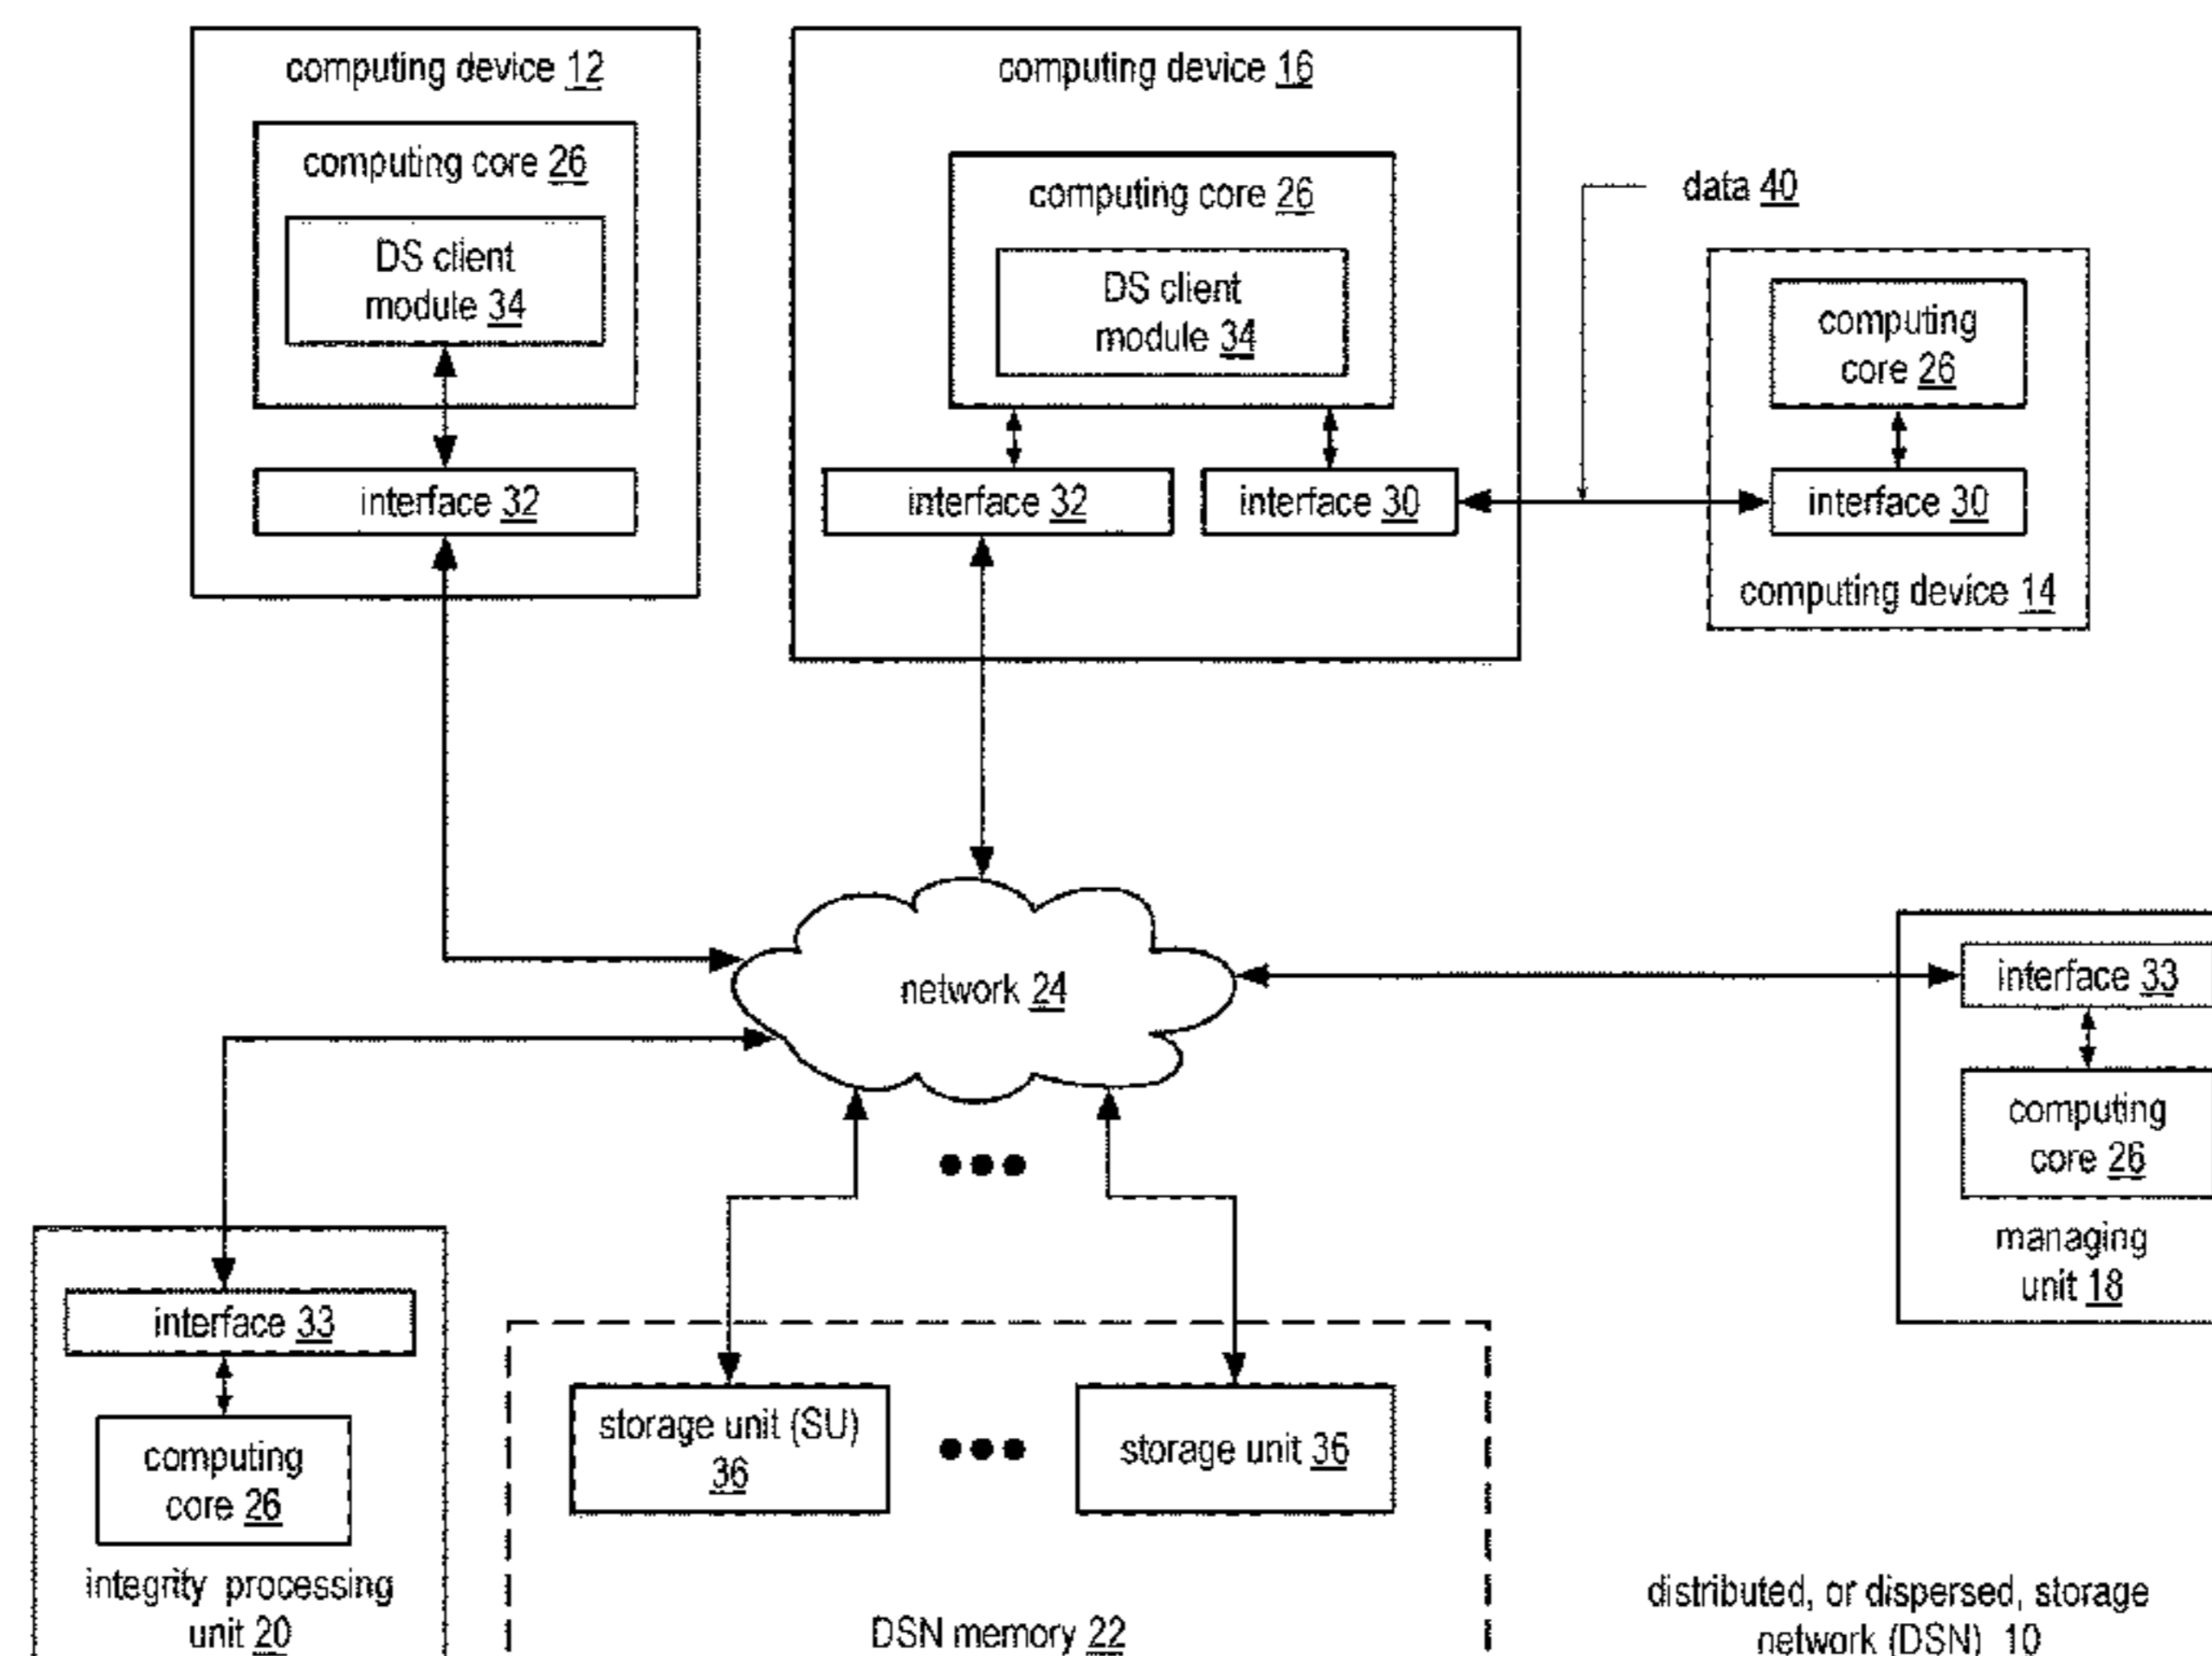 computing device 12
computing core 26
DS client
module 34
interface 32
computing device 16
computing core 26
DS client
module 34
interface 32
interface 30
data 40
computing
core 26
interface 30
computing device 14
network 24
interface 33
computing
core 26
managing
unit 18
interface 33
computing
core 26
integrity processing
unit 20
storage unit (SU)
36
storage unit 36
DSN memory 22
distributed, or dispersed, storage
network (DSN) 10